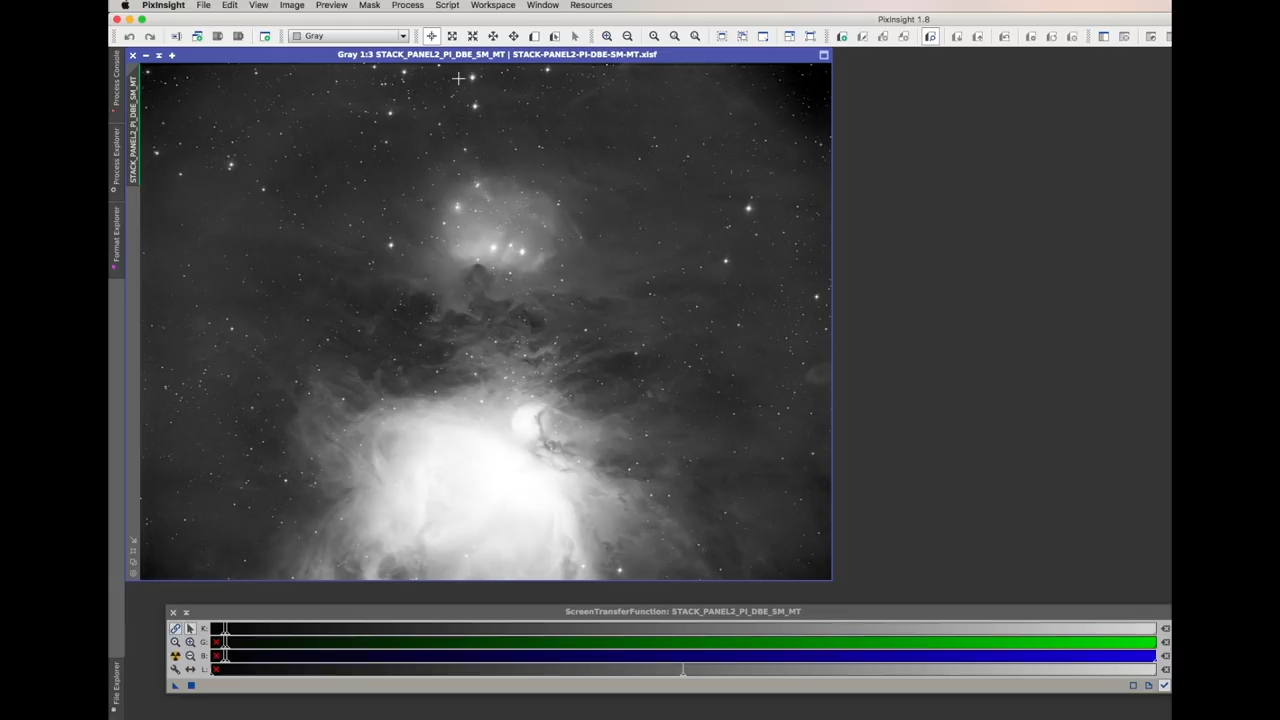 PixInsight File Edit View Image Preview Mask Process Script Workspace Window Resources
PixInsight 1.8
Gray
Gray 1:3 STACK_PANEL2_PI_DBE_SM_MT | STACK-PANEL2-PI-DBE-SM-MT.xisf
Process Console
STACK_PANEL2_PI_DBE_SM_MT
Process Explorer
Format Explorer
File Explorer
ScreenTransferFunction: STACK_PANEL2_PI_DBE_SM_MT
K:
G:
B:
L: